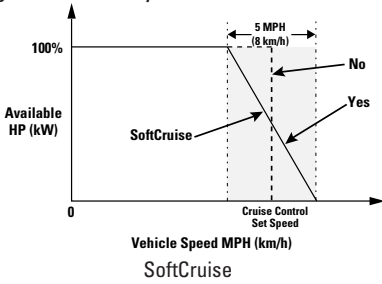 5 MPH
(8 km/h)
100%
No
Yes
Available
HP (kW)
SoftCruise
0
Cruise Control
Set Speed
Vehicle Speed MPH (km/h)
SoftCruise